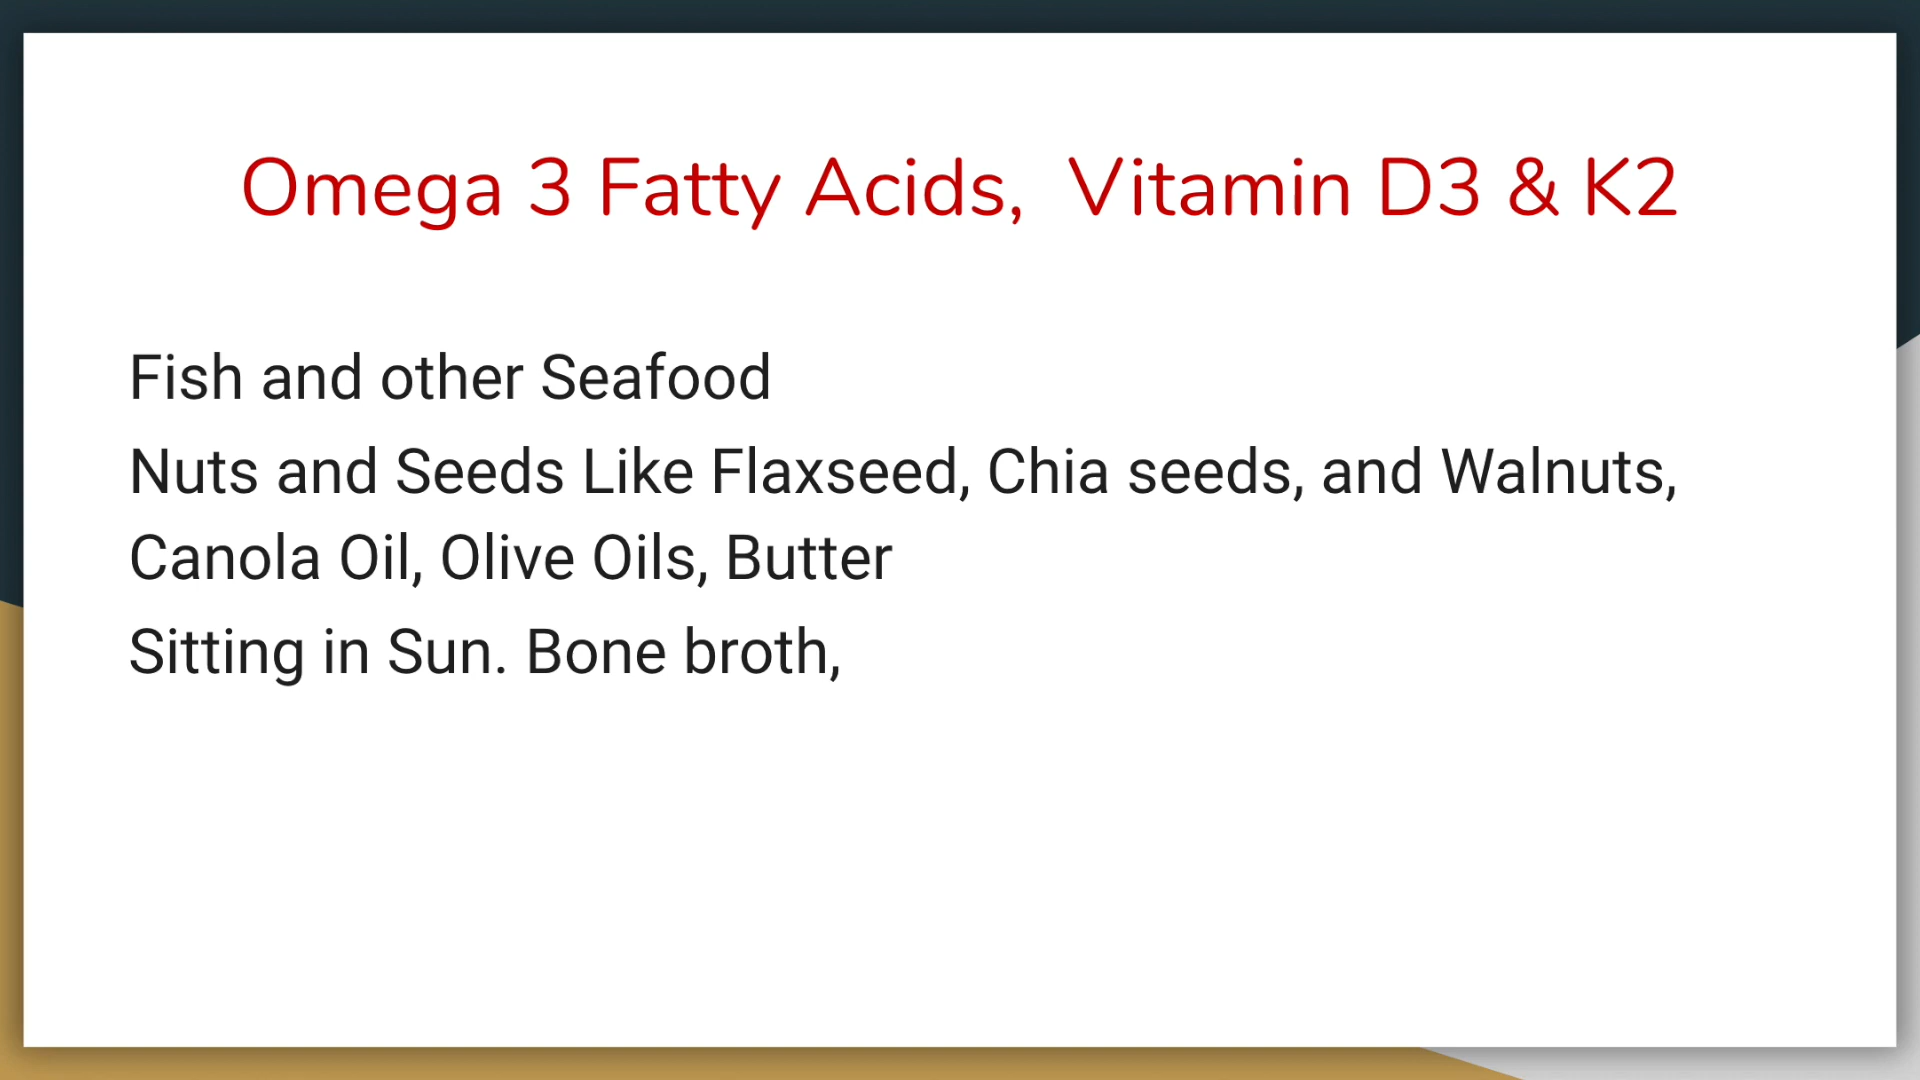 Omega 3 Fatty Acids,  Vitamin D3 & K2
Fish and other Seafood
Nuts and Seeds Like Flaxseed, Chia seeds, and Walnuts,
Canola Oil, Olive Oils, Butter
Sitting in Sun. Bone broth,